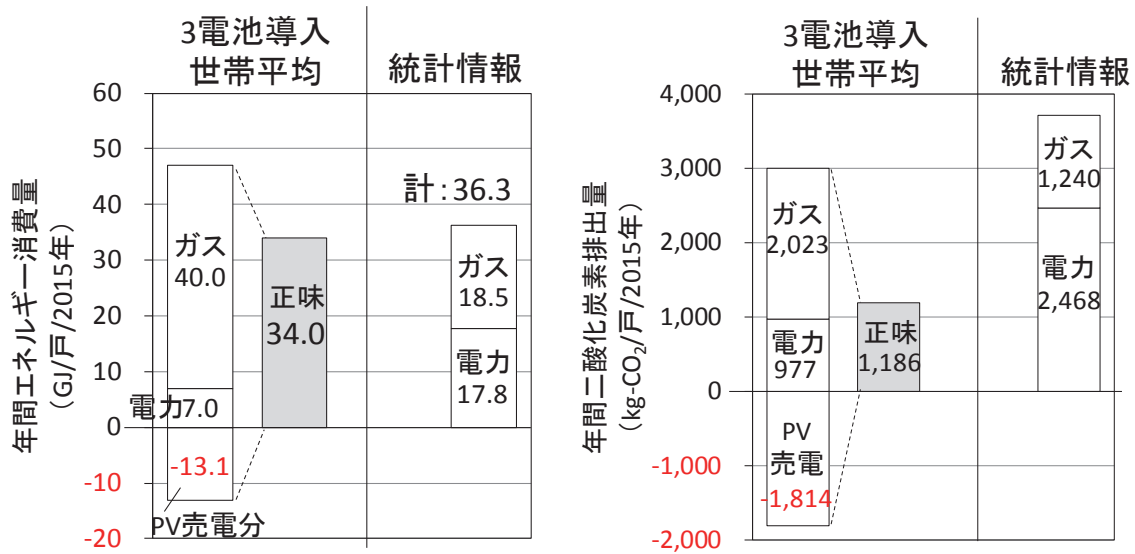 3電池導入
世帯平均
統計情報
年間エネルギー消費量
（GJ/戸/2015年）
60
50
40
30
20
10
0
-10
-20
計：36.3
ガス
40.0
正味
34.0
ガス
18.5
電力
17.8
電力7.0
-13.1
PV売電分
3電池導入
世帯平均
統計情報
年間二酸化炭素排出量
（kg-CO₂/戸/2015年）
4,000
3,000
2,000
1,000
0
-1,000
-2,000
ガス
2,023
電力
977
正味
1,186
ガス
1,240
電力
2,468
PV
売電
-1,814